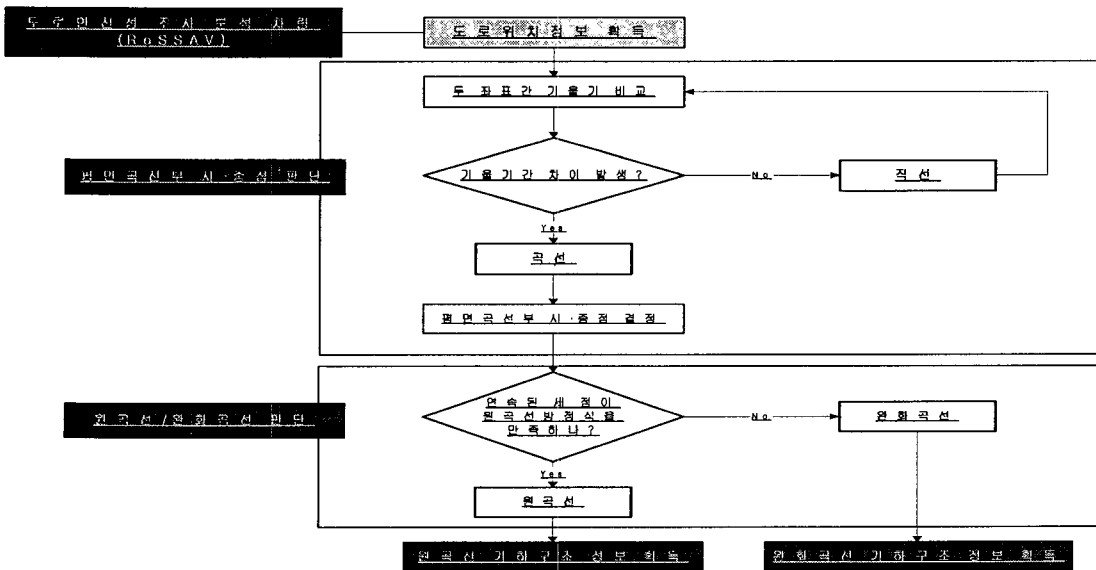 도로안전성 조사 분석 차량
(RoSSAV)
도로위치정보 획득
두 좌표간 기울기 비교
평면곡선부 시·종점 판단
기울기간 차이 발생?
No
직선
Yes
곡선
평면곡선부 시·종점 결정
원곡선/완화곡선 판단
연속된 세 점이
원곡선방정식을
만족하나?
No
완화곡선
Yes
원곡선
원곡선 기하구조 정보 획득
완화곡선 기하구조 정보 획득